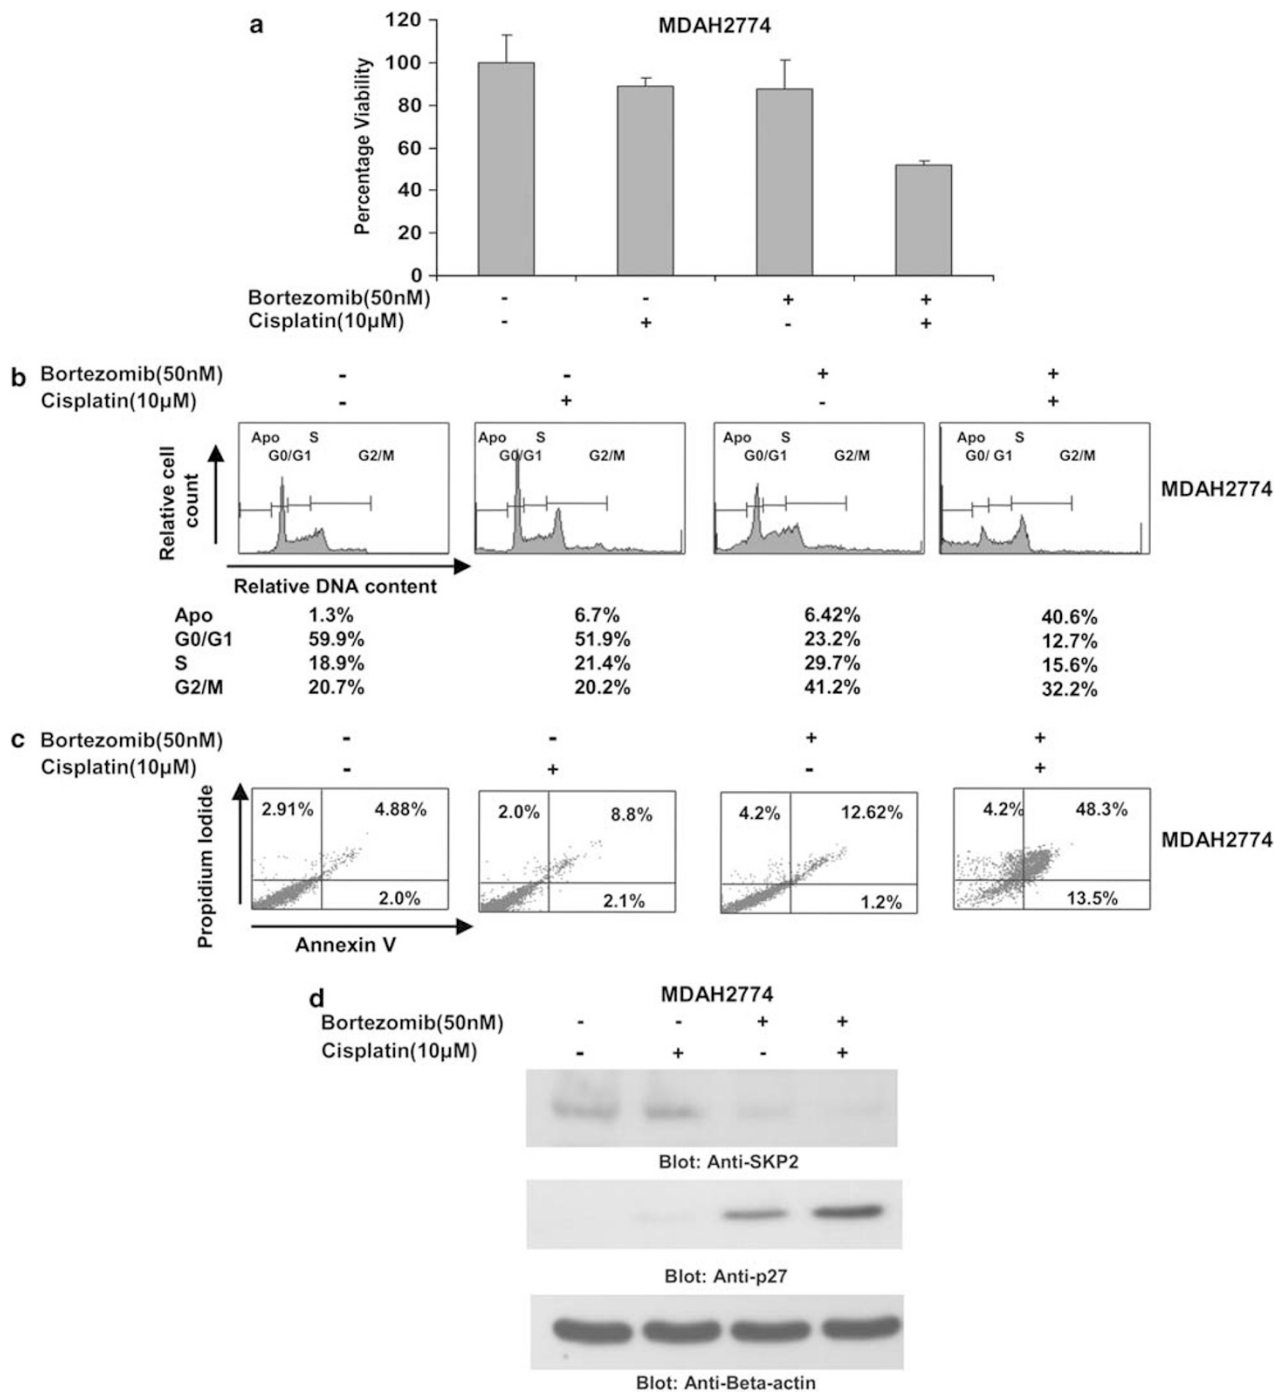 a
MDAH2774
Percentage Viability
120
100
80
60
40
20
0
Bortezomib(50nM) - - + +
Cisplatin(10µM) - + - +
b
Bortezomib(50nM) - - + +
Cisplatin(10µM) - + - +
Relative cell count
Apo S Apo S Apo S Apo S
G0/G1 G2/M G0/G1 G2/M G0/G1 G2/M G0/ G1 G2/M
MDAH2774
Relative DNA content
Apo 1.3% 6.7% 6.42% 40.6%
G0/G1 59.9% 51.9% 23.2% 12.7%
S 18.9% 21.4% 29.7% 15.6%
G2/M 20.7% 20.2% 41.2% 32.2%
c
Bortezomib(50nM) - - + +
Cisplatin(10µM) - + - +
Propidium Iodide
2.91% 4.88% 2.0% 8.8% 4.2% 12.62% 4.2% 48.3%
MDAH2774
2.0% 2.1% 1.2% 13.5%
Annexin V
d
MDAH2774
Bortezomib(50nM) - - + +
Cisplatin(10µM) - + - +
Blot: Anti-SKP2
Blot: Anti-p27
Blot: Anti-Beta-actin